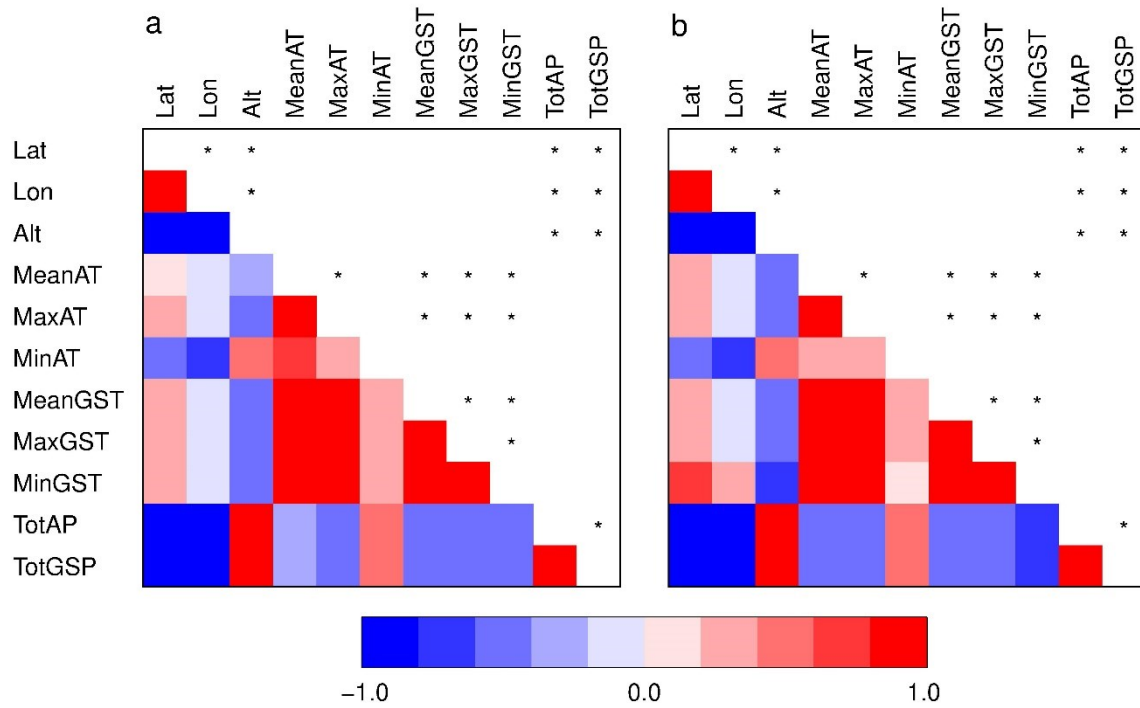 a
Lat Lon Alt MeanAT MaxAT MinAT MeanGST MaxGST MinGST TotAP TotGSP
b
Lat Lon Alt MeanAT MaxAT MinAT MeanGST MaxGST MinGST TotAP TotGSP
Lat * * * * * * * *
Lon * * * * * *
Alt * * * *
MeanAT * * * * * * * *
MaxAT * * * * * *
MinAT
MeanGST * * * *
MaxGST * *
MinGST
TotAP * *
TotGSP
−1.0 0.0 1.0